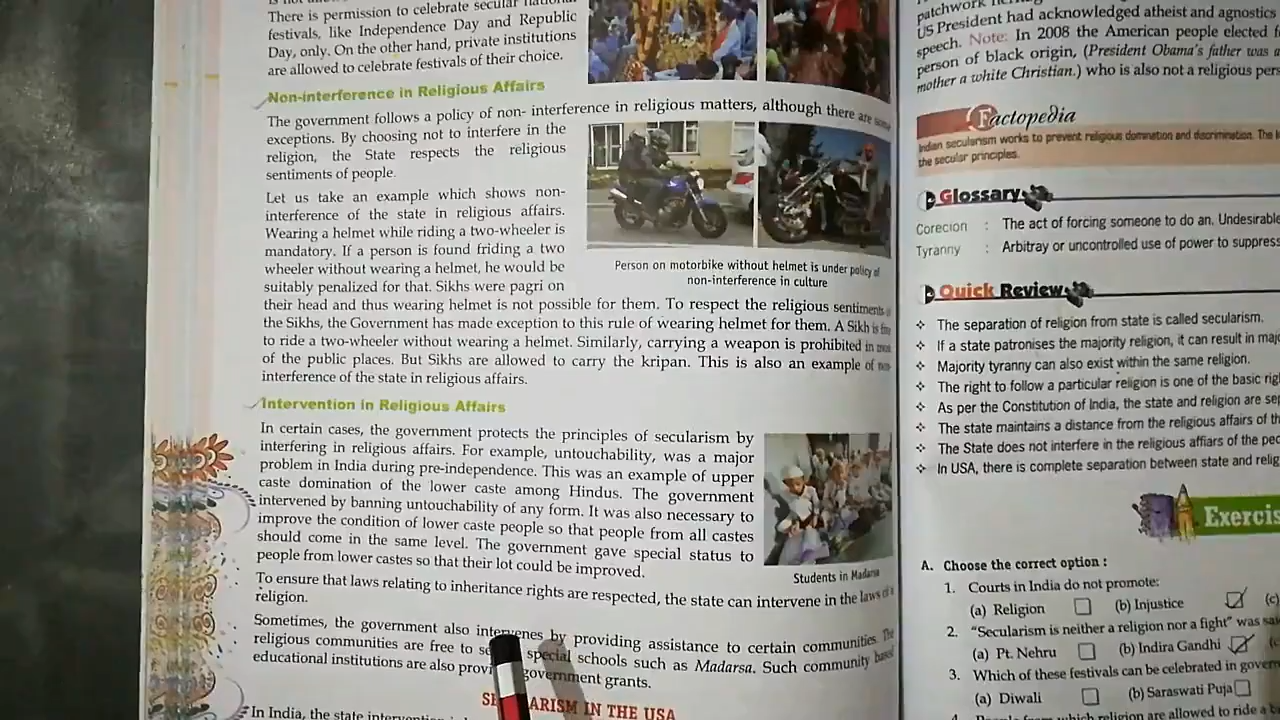 There is permission to celebrate secular national
festivals, like Independence Day and Republic
Day, only. On the other hand, private institutions
are allowed to celebrate festivals of their choice.
Non-interference in Religious Affairs
The government follows a policy of non- interference in religious matters, although there are some
exceptions. By choosing not to interfere in the
religion, the State respects the religious
sentiments of people.
Let us take an example which shows non-
interference of the state in religious affairs.
Wearing a helmet while riding a two-wheeler is
mandatory. If a person is found friding a two
wheeler without wearing a helmet, he would be
suitably penalized for that. Sikhs were pagri on
their head and thus wearing helmet is not possible for them. To respect the religious sentiments
the Sikhs, the Government has made exception to this rule of wearing helmet for them. A Sikh is
to ride a two-wheeler without wearing a helmet. Similarly, carrying a weapon is prohibited in
of the public places. But Sikhs are allowed to carry the kripan. This is also an example of
interference of the state in religious affairs.
Person on motorbike without helmet is under policy of
non-interference in culture
Intervention in Religious Affairs
In certain cases, the government protects the principles of secularism by
interfering in religious affairs. For example, untouchability, was a major
problem in India during pre-independence. This was an example of upper
caste domination of the lower caste among Hindus. The government
intervened by banning untouchability of any form. It was also necessary to
improve the condition of lower caste people so that people from all castes
should come in the same level. The government gave special status to
people from lower castes so that their lot could be improved.
Students in Madarsa
To ensure that laws relating to inheritance rights are respected, the state can intervene in the laws of
religion.
Sometimes, the government also intervenes by providing assistance to certain communities. The
religious communities are free to special schools such as Madarsa. Such community based
educational institutions are also government grants.
IN THE USA
In India, the state
patchwork
US President had acknowledged atheist and agnostics
speech. Note: In 2008 the American people elected
person of black origin, (President Obama's father was a
mother a white Christian.) who is also not a religious
Factopedia
Indian secularism works to prevent religious domination and discrimination. The
the secular principles.
Glossary
Corecion : The act of forcing someone to do an. Undesirable
Tyranny : Arbitray or uncontrolled use of power to suppress
Quick Review
❖ The separation of religion from state is called secularism.
❖ If a state patronises the majority religion, it can result in
❖ Majority tyranny can also exist within the same religion.
❖ The right to follow a particular religion is one of the basic
❖ As per the Constitution of India, the state and religion are
❖ The state maintains a distance from the religious affairs of
❖ The State does not interfere in the religious affiars of the
❖ In USA, there is complete separation between state and
A. Choose the correct option :
1. Courts in India do not promote:
(a) Religion (b) Injustice (c)
2. "Secularism is neither a religion nor a fight" was
(a) Pt. Nehru (b) Indira Gandhi
3. Which of these festivals can be celebrated in
(a) Diwali (b) Saraswati Puja